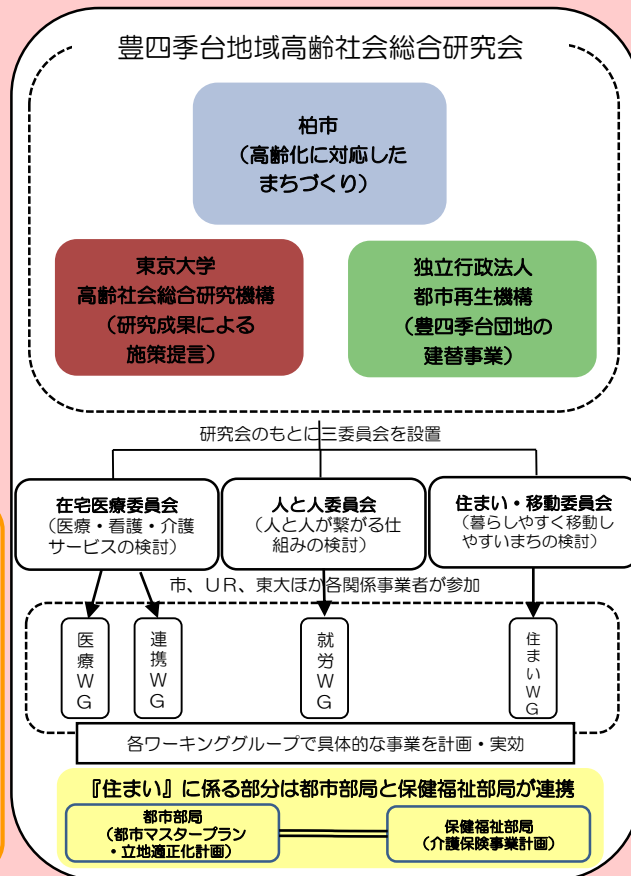 豊四季台地域高齢社会総合研究会
柏市
（高齢化に対応した
まちづくり）
東京大学
高齢社会総合研究機構
（研究成果による
施策提言）
独立行政法人
都市再生機構
（豊四季台団地の
建替事業）
研究会のもとに三委員会を設置
在宅医療委員会
（医療・看護・介護
サービスの検討）
人と人委員会
（人と人が繋がる仕
組みの検討）
住まい・移動委員会
（暮らしやすく移動し
やすいまちの検討）
市、ＵＲ、東大ほか各関係事業者が参加
医療ＷＧ
連携ＷＧ
就労ＷＧ
住まいＷＧ
各ワーキンググループで具体的な事業を計画・実効
『住まい』に係る部分は都市部局と保健福祉部局が連携
都市部局
（都市マスタープラン
・立地適正化計画）
保健福祉部局
（介護保険事業計画）